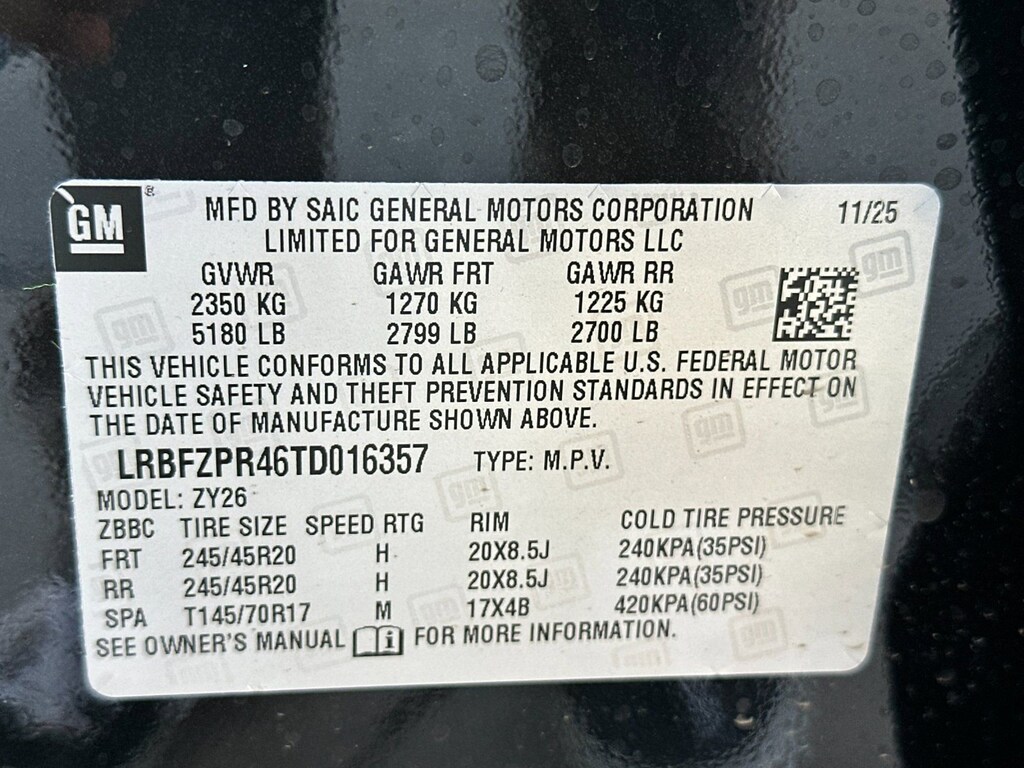 GM ®
MFD BY SAIC GENERAL MOTORS CORPORATION 11/25
LIMITED FOR GENERAL MOTORS LLC
GVWR GAWR FRT GAWR RR
2350 KG 1270 KG 1225 KG
5180 LB 2799 LB 2700 LB
THIS VEHICLE CONFORMS TO ALL APPLICABLE U.S. FEDERAL MOTOR
VEHICLE SAFETY AND THEFT PREVENTION STANDARDS IN EFFECT ON
THE DATE OF MANUFACTURE SHOWN ABOVE.
LRBFZPR46TD016357 TYPE: M.P.V.
MODEL: ZY26
ZBBC TIRE SIZE SPEED RTG RIM COLD TIRE PRESSURE
FRT 245/45R20 H 20X8.5J 240KPA(35PSI)
RR 245/45R20 H 20X8.5J 240KPA(35PSI)
SPA T145/70R17 M 17X4B 420KPA(60PSI)
SEE OWNER'S MANUAL i FOR MORE INFORMATION.